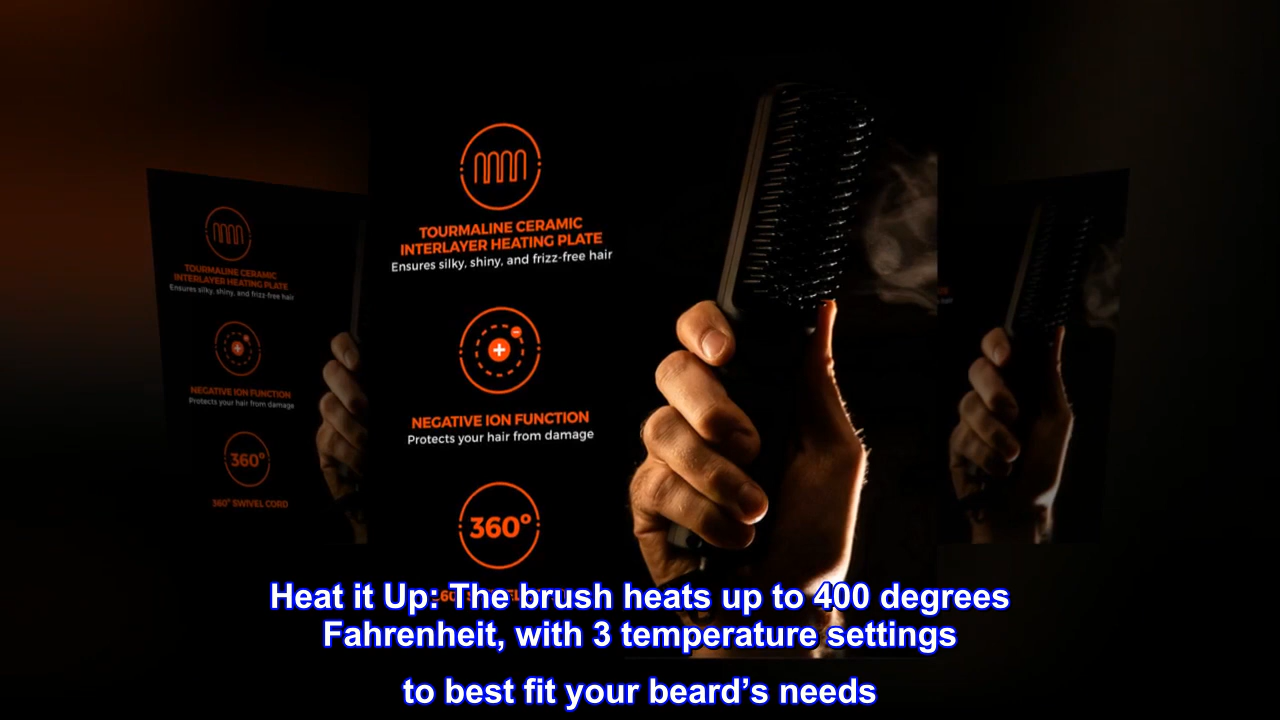 TOURMALINE CERAMIC
INTERLAYER HEATING PLATE
Ensures silky, shiny, and frizz-free hair
NEGATIVE ION FUNCTION
Protects your hair from damage
360°
360° SWIVEL CORD
TOURMALINE CERAMIC
INTERLAYER HEATING PLATE
Ensures silky, shiny, and frizz-free hair
NEGATIVE ION FUNCTION
Protects your hair from damage
360°
Heat it Up: The brush heats up to 400 degrees
Fahrenheit, with 3 temperature settings
to best fit your beard’s needs